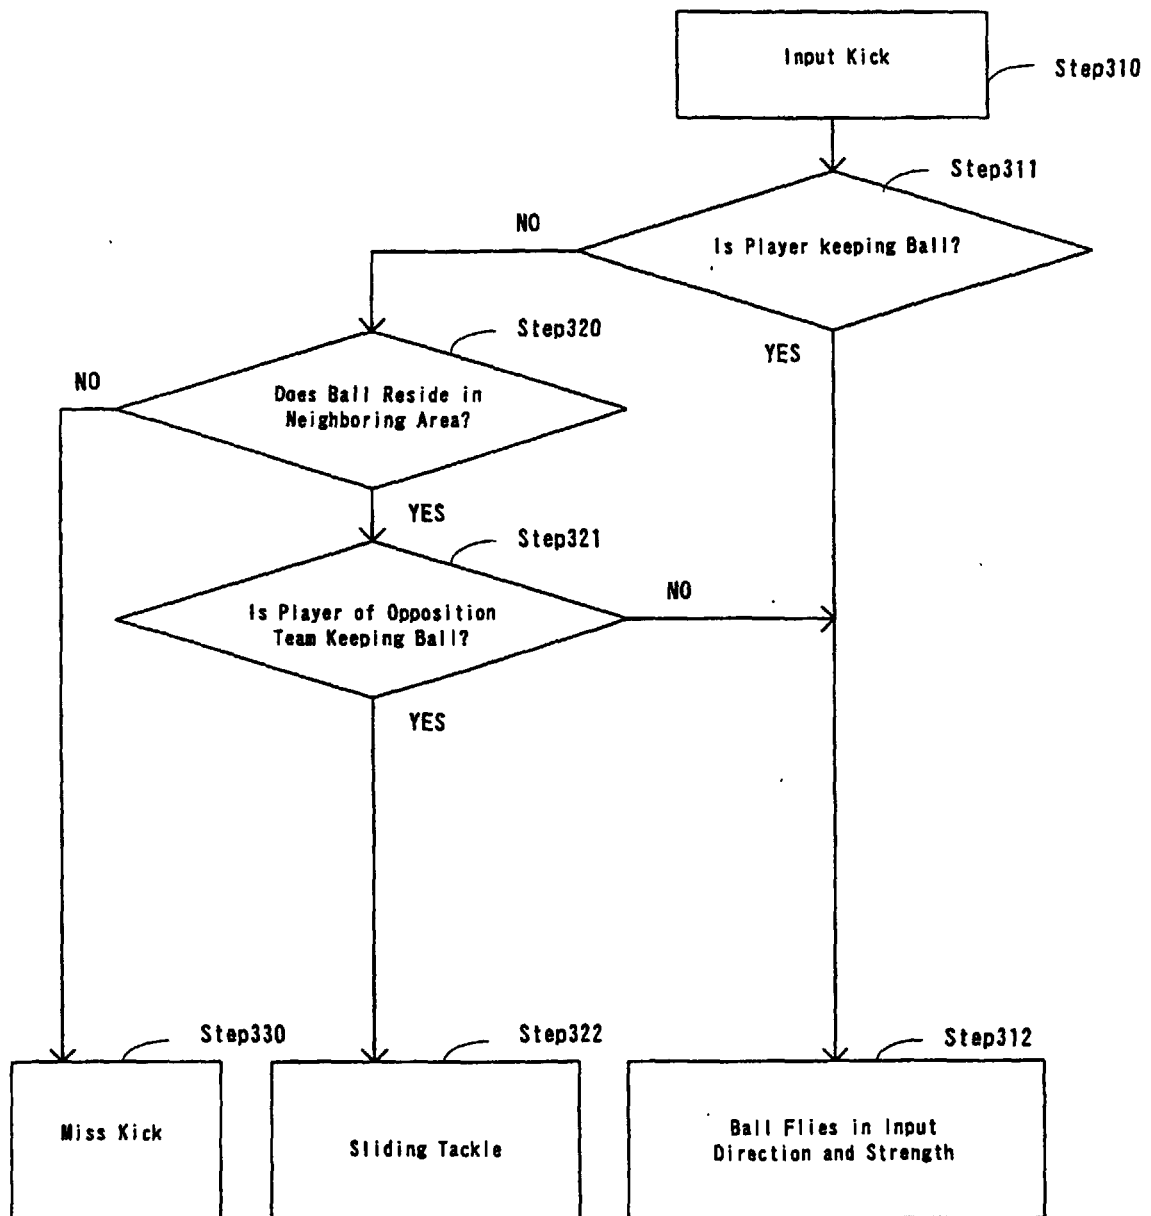 Input Kick
Step310
Step311
NO
Is Player keeping Ball?
Step320
YES
NO
Does Ball Reside in
Neighboring Area?
YES
Step321
NO
Is Player of Opposition
Team Keeping Ball?
YES
Step330
Step322
Step312
Miss Kick
Sliding Tackle
Ball Flies in Input
Direction and Strength